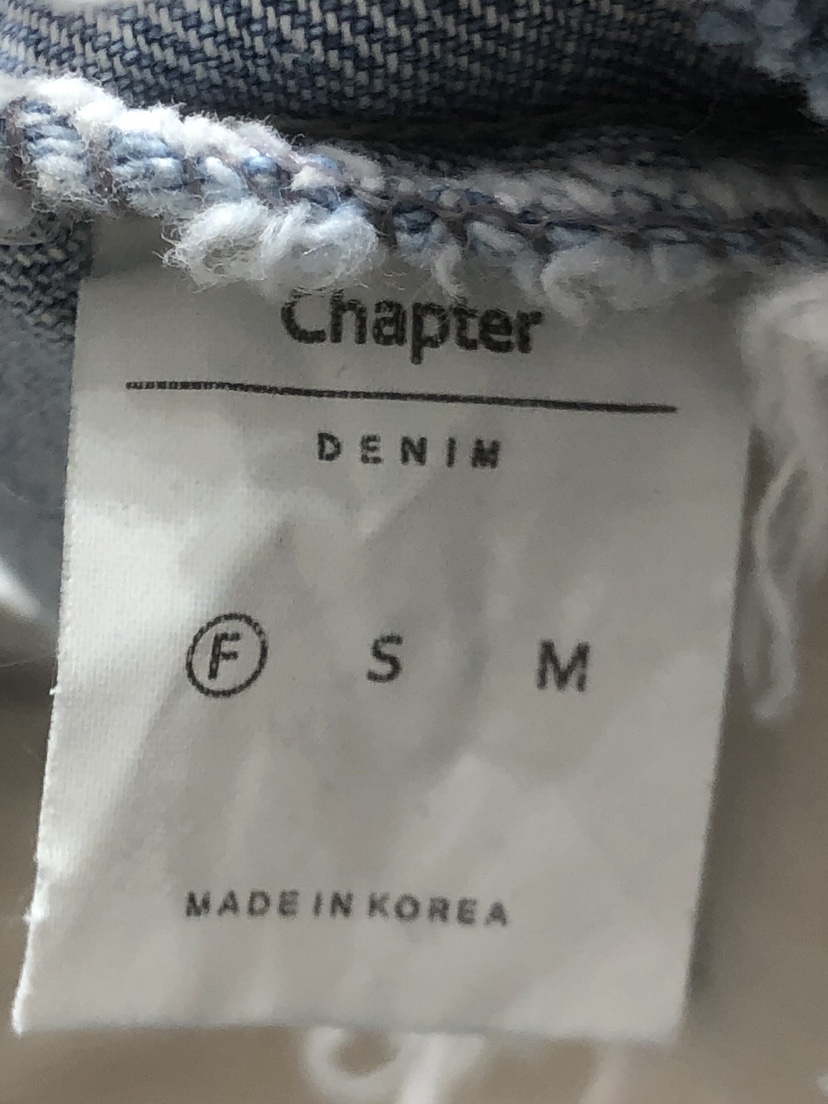 Chapter
DENIM
F S M
MADE IN KOREA